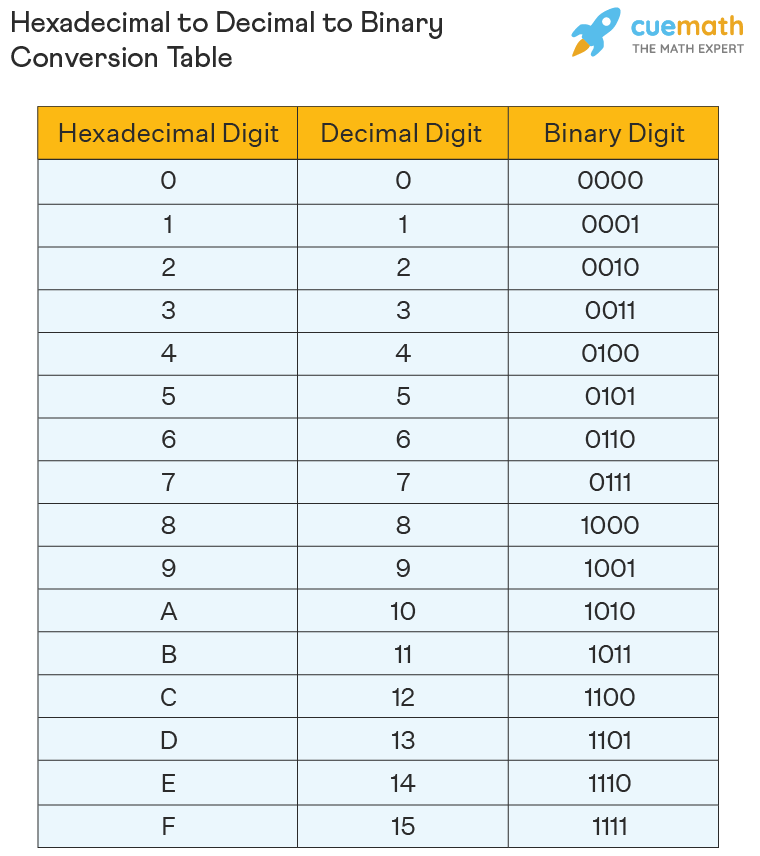 Hexadecimal to Decimal to Binary
Conversion Table
cuemath
THE MATH EXPERT
Hexadecimal Digit Decimal Digit Binary Digit
0 0 0000
1 1 0001
2 2 0010
3 3 0011
4 4 0100
5 5 0101
6 6 0110
7 7 0111
8 8 1000
9 9 1001
A 10 1010
B 11 1011
C 12 1100
D 13 1101
E 14 1110
F 15 1111